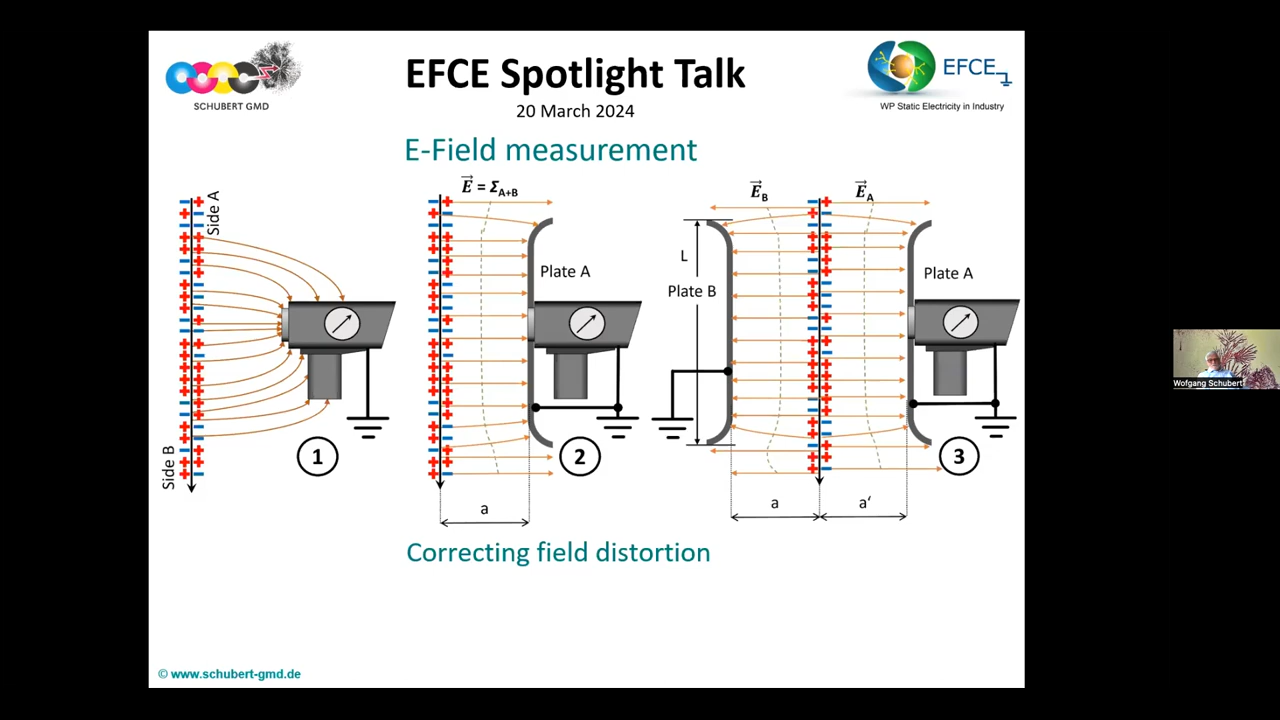 SCHUBERT GMD
EFCE Spotlight Talk
20 March 2024
EFCE
WP Static Electricity in Industry
E-Field measurement
Side A
Side B
1
E = Σ A+B
Plate A
2
a
E B
E A
L
Plate B
Plate A
3
a
a‘
Correcting field distortion
© www.schubert-gmd.de
Wofgang Schubert